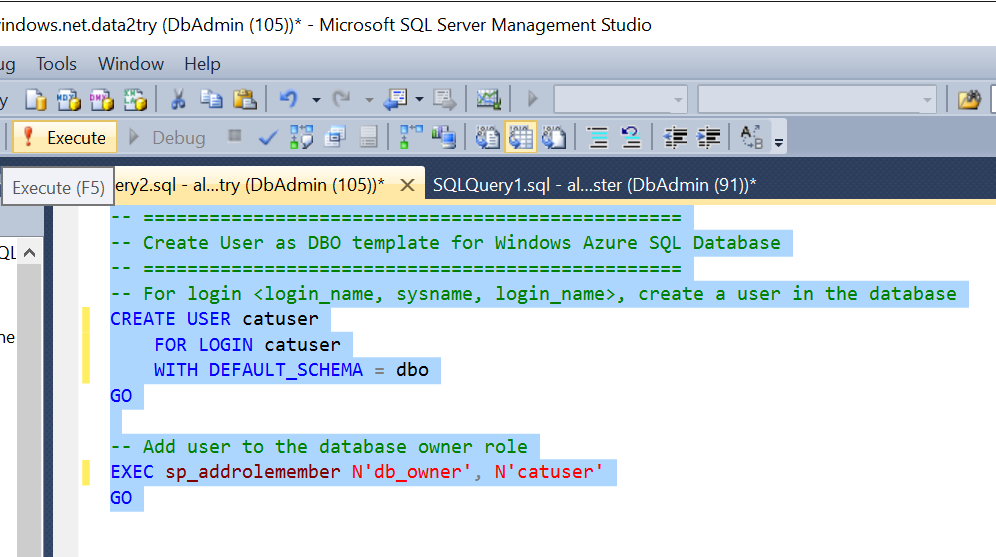 indows.net.data2try (DbAdmin (105))* - Microsoft SQL Server Management Studio
ug Tools Window Help
y
Execute Debug
Execute (F5)
ery2.sql - al...try (DbAdmin (105))* SQLQuery1.sql - al...ster (DbAdmin (91))*
-- =================================================
-- Create User as DBO template for Windows Azure SQL Database
-- =================================================
-- For login <login_name, sysname, login_name>, create a user in the database
CREATE USER catuser
FOR LOGIN catuser
WITH DEFAULT_SCHEMA = dbo
GO
-- Add user to the database owner role
EXEC sp_addrolemember N'db_owner', N'catuser'
GO
QL
ne